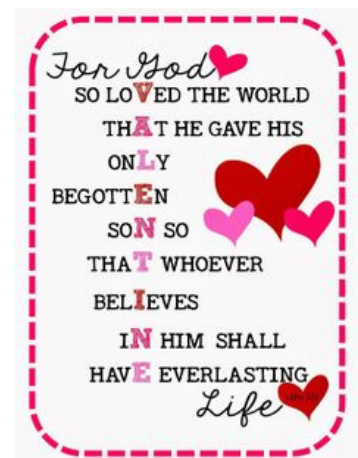 For God
SO LOVED THE WORLD
THAT HE GAVE HIS
ONLY
BEGOTTEN
SON SO
THAT WHOEVER
BELIEVES
IN HIM SHALL
HAVE EVERLASTING
Life